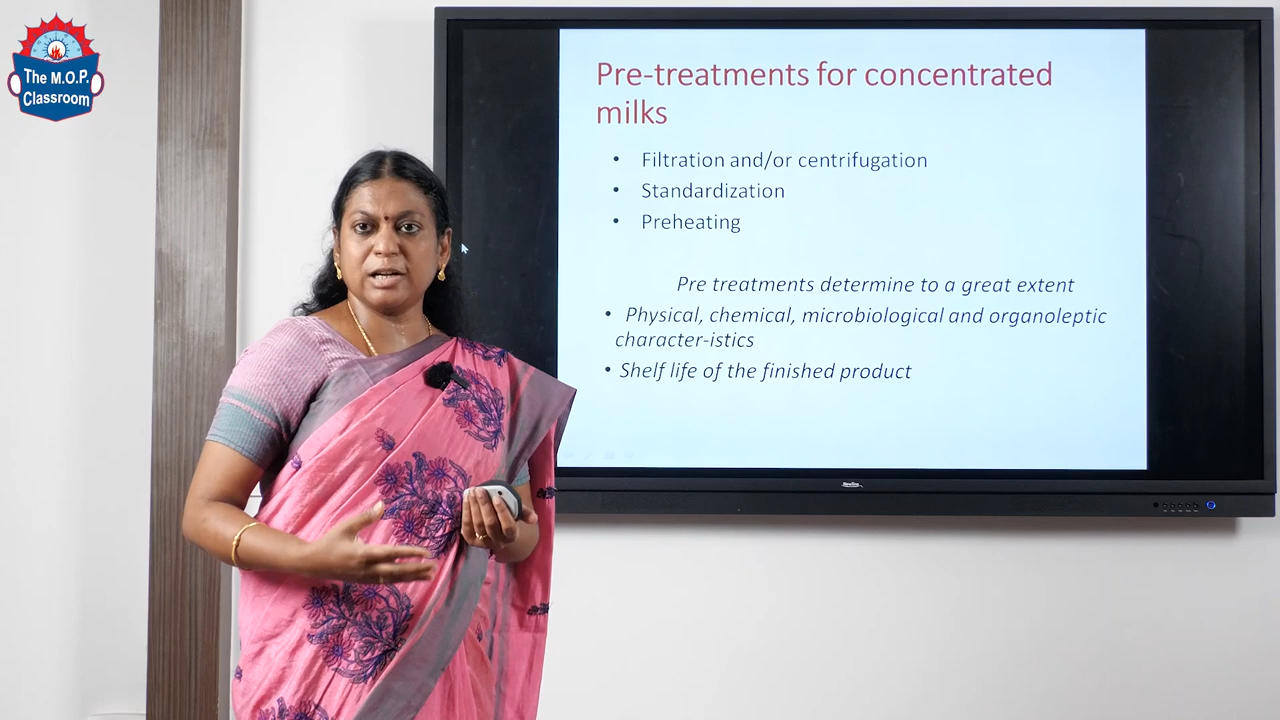 The M.O.P.
Classroom
Pre-treatments for concentrated
milks
• Filtration and/or centrifugation
• Standardization
• Preheating
Pre treatments determine to a great extent
• Physical, chemical, microbiological and organoleptic
character-istics
• Shelf life of the finished product